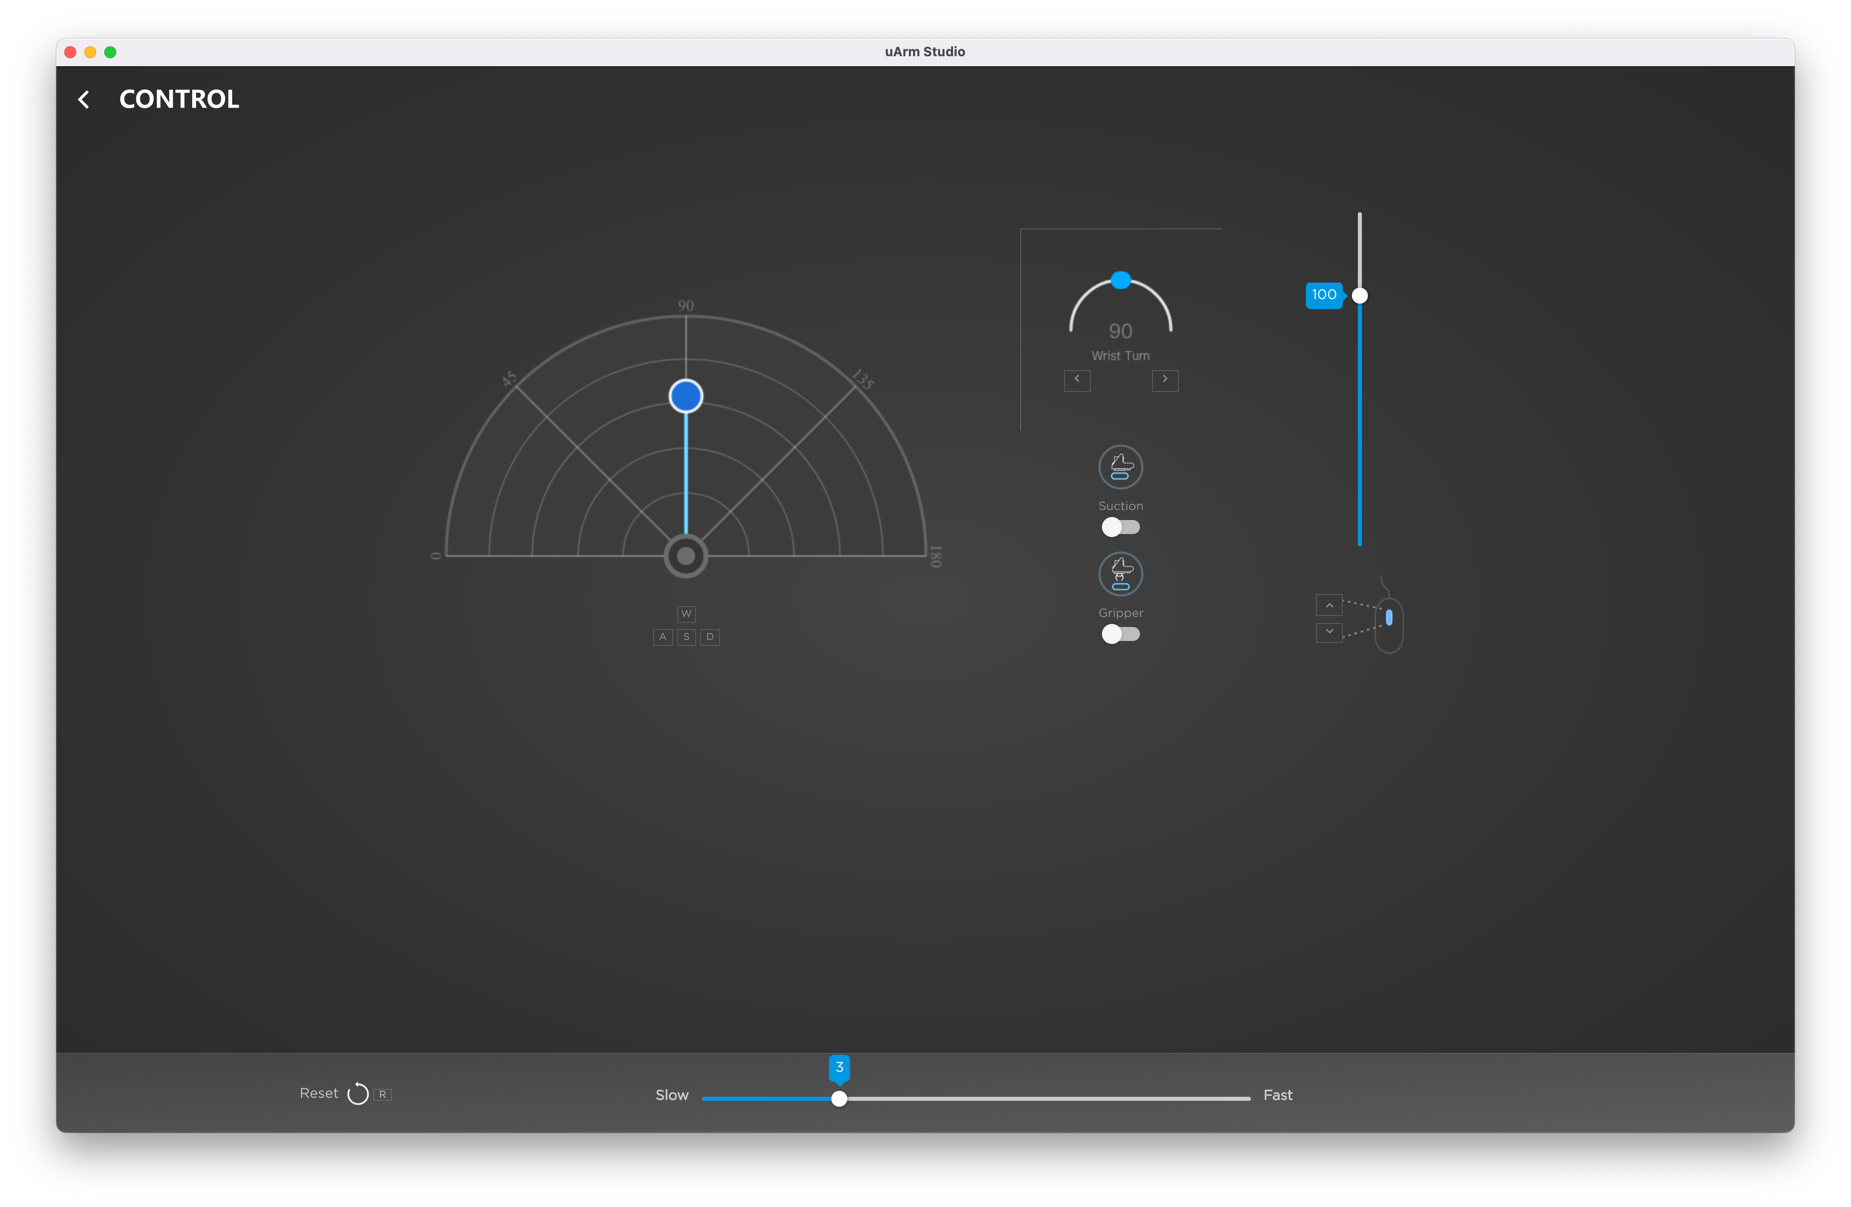 uArm Studio
CONTROL
90
45
135
0
180
W
A S D
90
Wrist Turn
Suction
Gripper
100
Reset R
3
Slow Fast